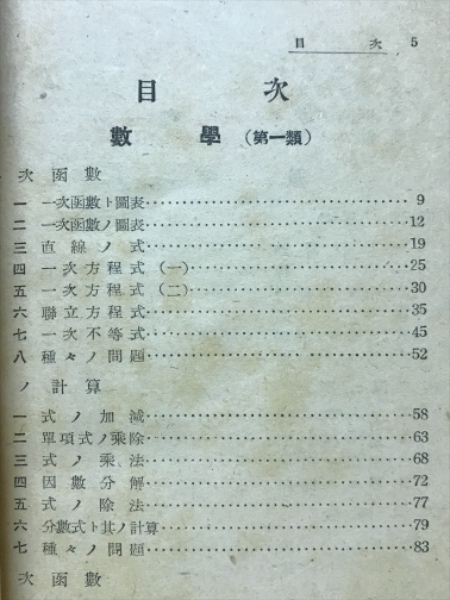 目次 5
目次
數學 (第一類)
次函數
一 一次函數ト圖表 9
二 一次函數ノ圖表 12
三 直線ノ式 19
四 一次方程式 (一) 25
五 一次方程式 (二) 30
六 聯立方程式 35
七 一次不等式 45
八 種々ノ問題 52
ノ計算
一 式ノ加減 58
二 單項式ノ乘除 63
三 式ノ乘法 68
四 因數分解 72
五 式ノ除法 77
六 分數式ト其ノ計算 79
七 種々ノ問題 83
次函數